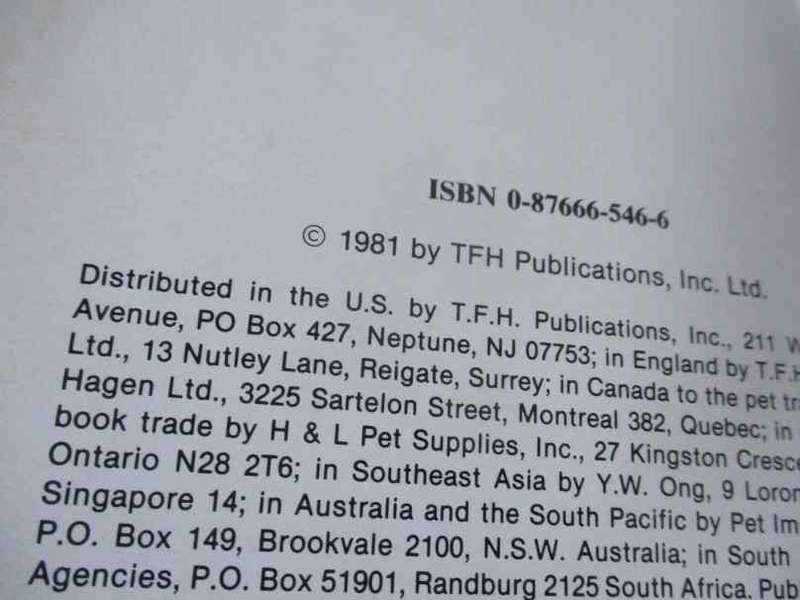 ISBN 0-87666-546-6
© 1981 by TFH Publications, Inc. Ltd.
Distributed in the U.S. by T.F.H. Publications, Inc., 211
Avenue, PO Box 427, Neptune, NJ 07753; in England by T.F.H
Ltd., 13 Nutley Lane, Reigate, Surrey; in Canada to the pet
Hagen Ltd., 3225 Sartelon Street, Montreal 382, Quebec; in
book trade by H & L Pet Supplies, Inc., 27 Kingston
Ontario N28 2T6; in Southeast Asia by Y.W. Ong, 9
Singapore 14; in Australia and the South Pacific by Pet
P.O. Box 149, Brookvale 2100, N.S.W. Australia; in South
Agencies, P.O. Box 51901, Randburg 2125 South Africa.